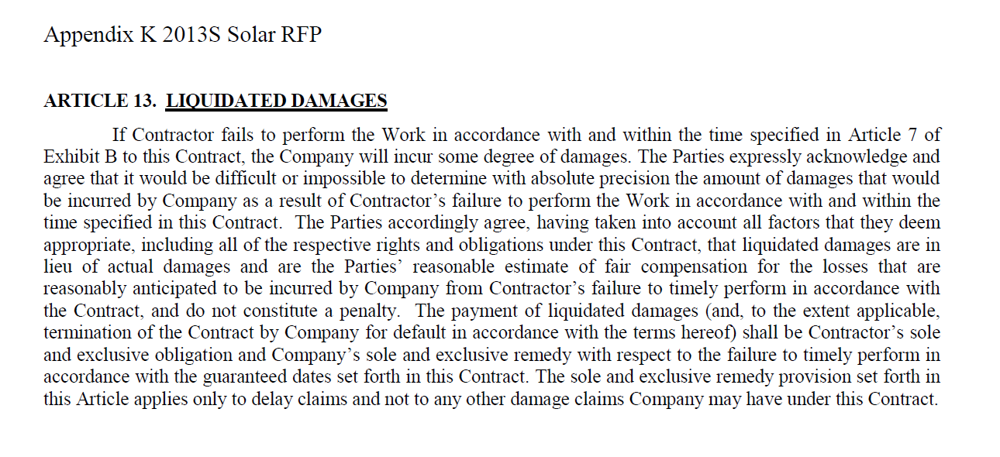 Appendix K 2013S Solar RFP
ARTICLE 13. LIQUIDATED DAMAGES
If Contractor fails to perform the Work in accordance with and within the time specified in Article 7 of
Exhibit B to this Contract, the Company will incur some degree of damages. The Parties expressly acknowledge and
agree that it would be difficult or impossible to determine with absolute precision the amount of damages that would
be incurred by Company as a result of Contractor’s failure to perform the Work in accordance with and within the
time specified in this Contract.  The Parties accordingly agree, having taken into account all factors that they deem
appropriate, including all of the respective rights and obligations under this Contract, that liquidated damages are in
lieu of actual damages and are the Parties’ reasonable estimate of fair compensation for the losses that are
reasonably anticipated to be incurred by Company from Contractor’s failure to timely perform in accordance with
the Contract, and do not constitute a penalty.  The payment of liquidated damages (and, to the extent applicable,
termination of the Contract by Company for default in accordance with the terms hereof) shall be Contractor’s sole
and exclusive obligation and Company’s sole and exclusive remedy with respect to the failure to timely perform in
accordance with the guaranteed dates set forth in this Contract. The sole and exclusive remedy provision set forth in
this Article applies only to delay claims and not to any other damage claims Company may have under this Contract.